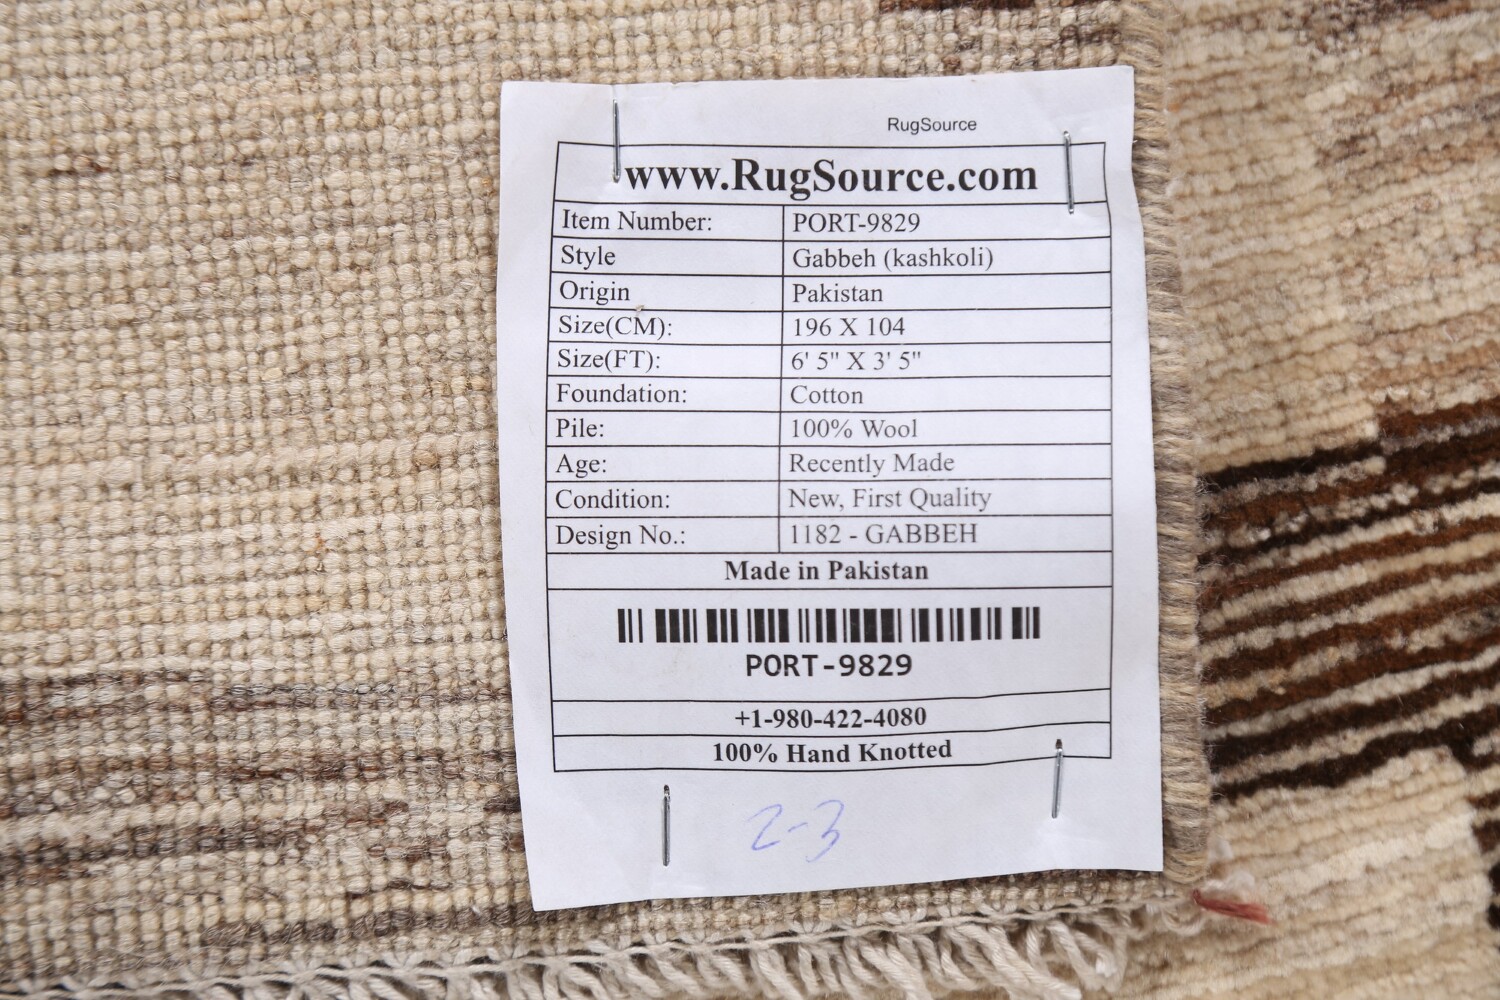 RugSource
www.RugSource.com
Item Number: PORT-9829
Style Gabbeh (kashkoli)
Origin Pakistan
Size(CM): 196 X 104
Size(FT): 6' 5" X 3' 5"
Foundation: Cotton
Pile: 100% Wool
Age: Recently Made
Condition: New, First Quality
Design No.: 1182 - GABBEH
Made in Pakistan
PORT-9829
+1-980-422-4080
100% Hand Knotted
2-3